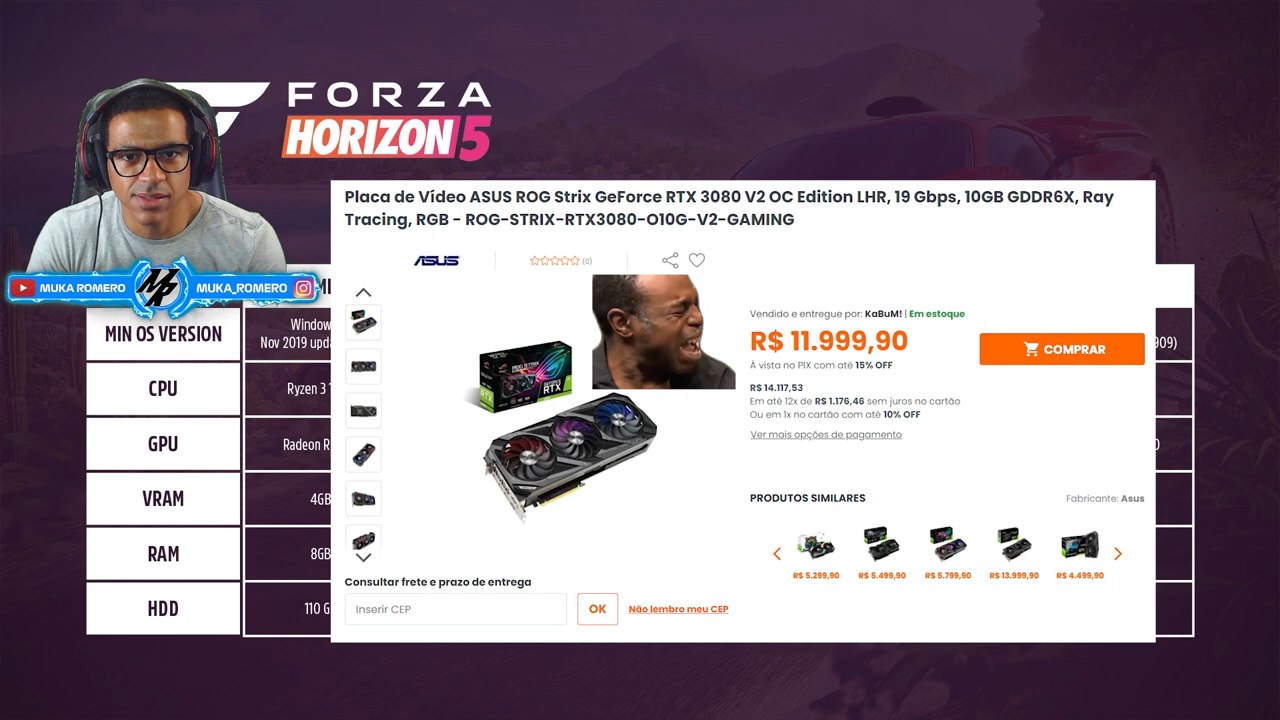 FORZA
HORIZON 5
MUKA ROMERO
MUKA_ROMERO
Placa de Vídeo ASUS ROG Strix GeForce RTX 3080 V2 OC Edition LHR, 19 Gbps, 10GB GDDR6X, Ray
Tracing, RGB - ROG-STRIX-RTX3080-O10G-V2-GAMING
ASUS
(0)
Vendido e entregue por: KaBuM! | Em estoque
R$ 11.999,90
COMPRAR
À vista no PIX com até 15% OFF
R$ 14.117,53
Em até 12x de R$ 1.176,46 sem juros no cartão
Ou em 1x no cartão com até 10% OFF
Ver mais opções de pagamento
PRODUTOS SIMILARES
Fabricante: Asus
R$ 5.299,90
R$ 5.499,90
R$ 5.799,90
R$ 13.999,90
R$ 4.499,90
Consultar frete e prazo de entrega
Inserir CEP
OK
Não lembro meu CEP
MIN OS VERSION
Nov 2019
909)
CPU
Ryzen 3
GPU
Radeon
VRAM
4GB
RAM
8GB
HDD
110